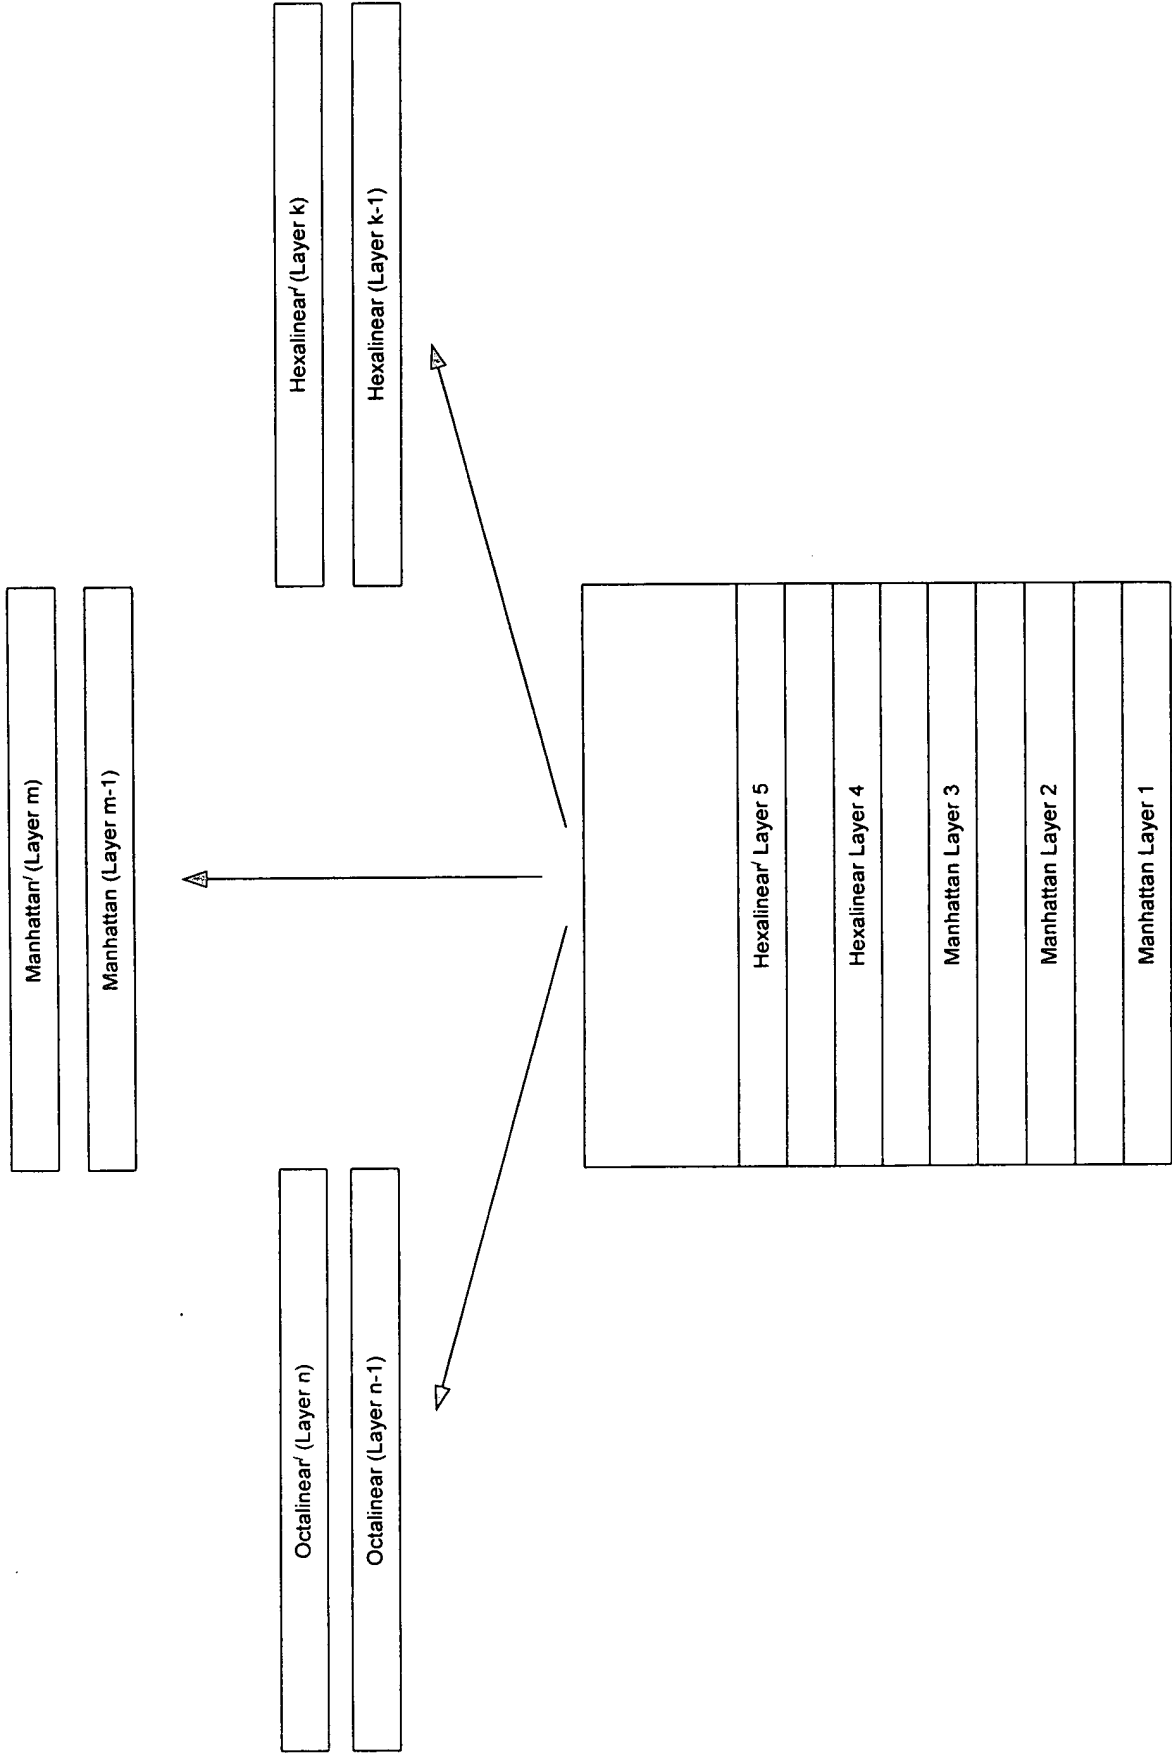 Manhattan′ (Layer m)
Manhattan (Layer m-1)
Octalinear′ (Layer n)
Octalinear (Layer n-1)
Hexalinear′ (Layer k)
Hexalinear (Layer k-1)
Hexalinear′ Layer 5
Hexalinear Layer 4
Manhattan Layer 3
Manhattan Layer 2
Manhattan Layer 1